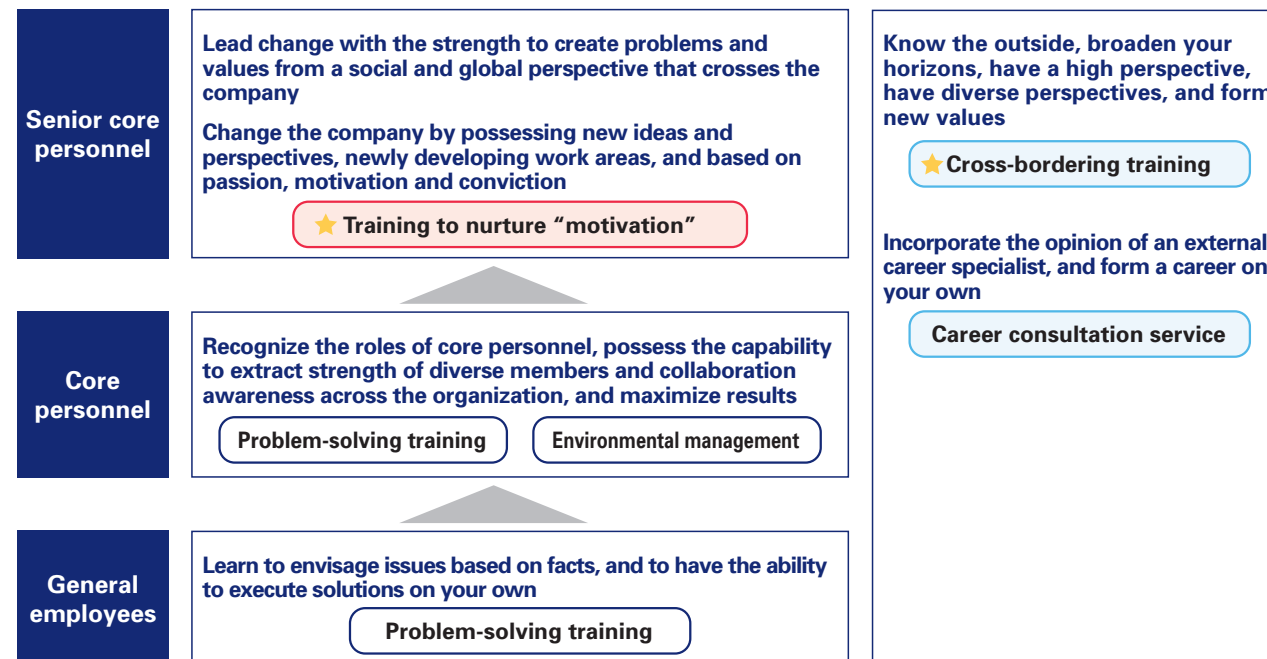 Senior core
personnel
Lead change with the strength to create problems and
values from a social and global perspective that crosses the
company
Change the company by possessing new ideas and
perspectives, newly developing work areas, and based on
passion, motivation and conviction
Training to nurture “motivation”
Core
personnel
Recognize the roles of core personnel, possess the capability
to extract strength of diverse members and collaboration
awareness across the organization, and maximize results
Problem-solving training
Environmental management
General
employees
Learn to envisage issues based on facts, and to have the ability
to execute solutions on your own
Problem-solving training
Know the outside, broaden your
horizons, have a high perspective,
have diverse perspectives, and form
new values
Cross-bordering training
Incorporate the opinion of an external
career specialist, and form a career on
your own
Career consultation service